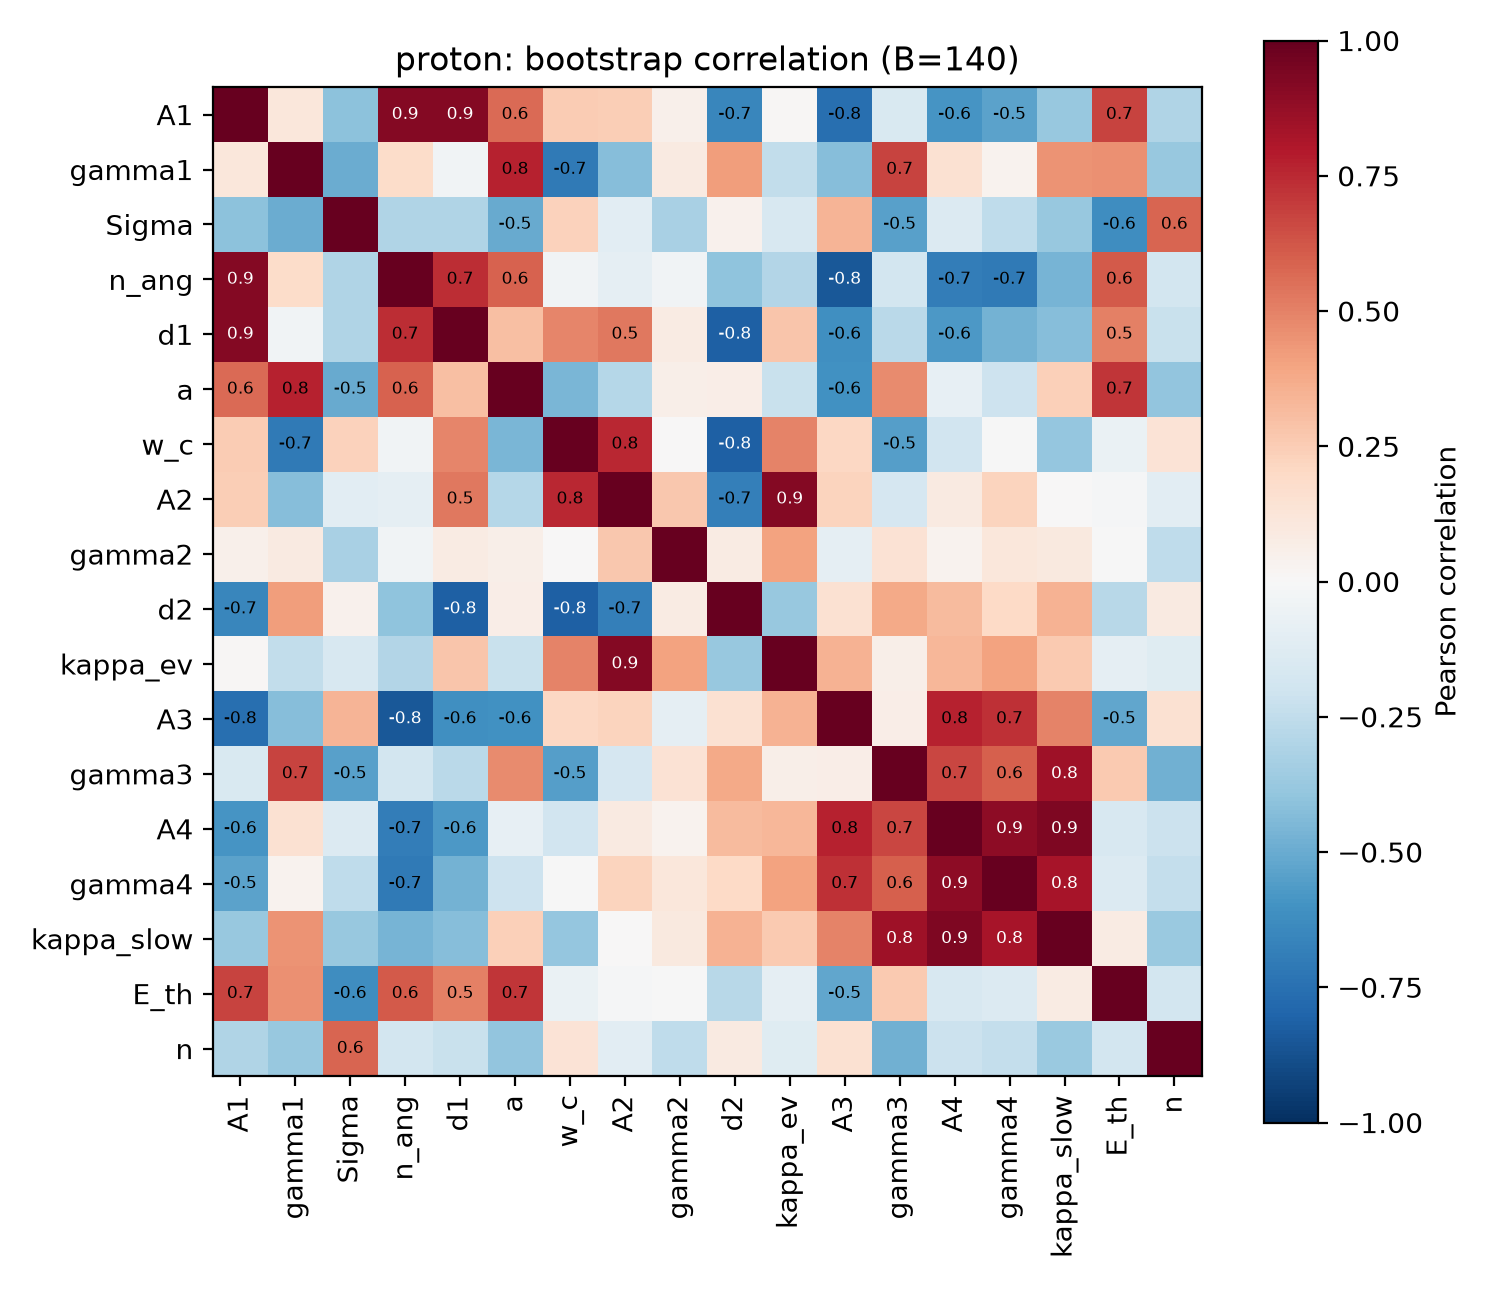 proton: bootstrap correlation (B=140)
A1 0.9 0.9 0.6 -0.7 -0.8 -0.6 -0.5 0.7
gamma1 0.8 -0.7 0.7
Sigma -0.5 -0.5 -0.6 0.6
n_ang 0.9 0.7 0.6 -0.8 -0.7 -0.7 0.6
d1 0.9 0.7 0.5 -0.8 -0.6 -0.6 0.5
a 0.6 0.8 -0.5 0.6 -0.6 0.7
w_c -0.7 0.8 -0.8 -0.5
A2 0.5 0.8 -0.7 0.9
gamma2
d2 -0.7 -0.8 -0.8 -0.7
kappa_ev 0.9
A3 -0.8 -0.8 -0.6 -0.6 0.8 0.7 -0.5
gamma3 0.7 -0.5 -0.5 0.7 0.6 0.8
A4 -0.6 -0.7 -0.6 0.8 0.7 0.9 0.9
gamma4 -0.5 -0.7 0.7 0.6 0.9 0.8
kappa_slow 0.8 0.9 0.8
E_th 0.7 -0.6 0.6 0.5 0.7 -0.5
n 0.6
A1 gamma1 Sigma n_ang d1 a w_c A2 gamma2 d2 kappa_ev A3 gamma3 A4 gamma4 kappa_slow E_th n
1.00
0.75
0.50
0.25
0.00
−0.25
−0.50
−0.75
−1.00
Pearson correlation